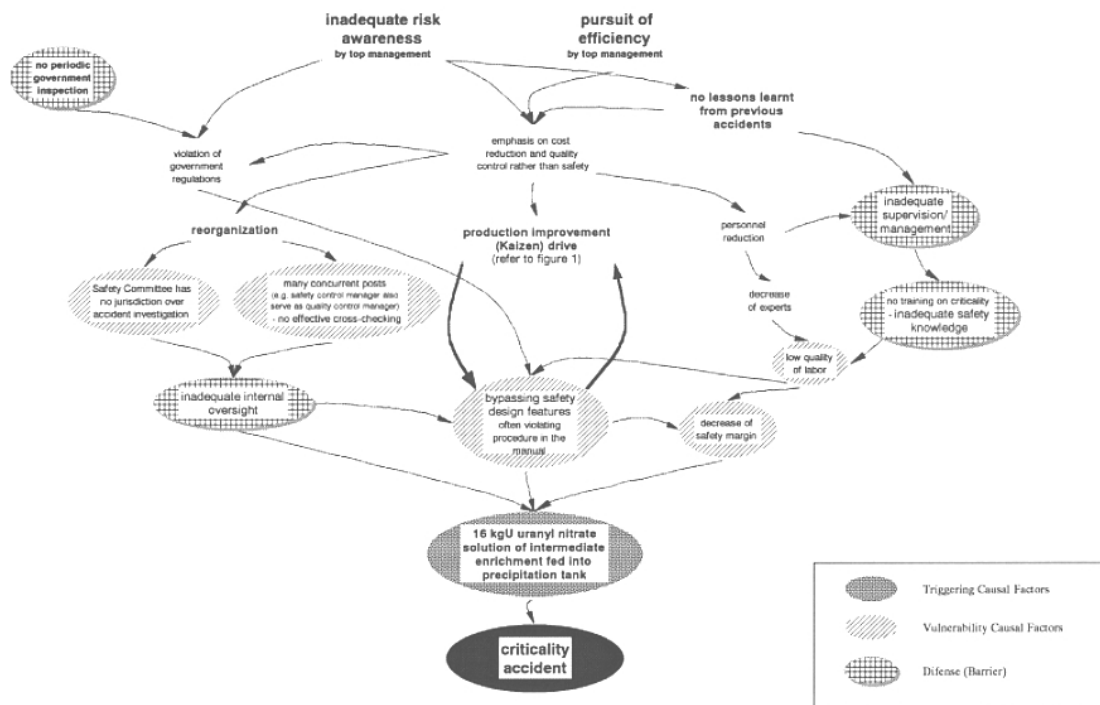 inadequate risk
awareness
by top management
pursuit of
efficiency
by top management
no periodic
government
inspection
no lessons learnt
from previous
accidents
violation of
government
regulations
emphasis on cost
reduction and quality
control rather than safety
inadequate
supervision/
management
reorganization
production improvement
(Kaizen) drive
(refer to figure 1)
personnel
reduction
Safety Committee has
no jurisdiction over
accident investigation
many concurrent posts
(e.g. safety control manager also
serve as quality control manager)
- no effective cross-checking
decrease
of experts
no training on criticality
- inadequate safety
knowledge
low quality
of labor
inadequate internal
oversight
bypassing safety
design features
often violating
procedure in the
manual
decrease of
safety margin
16 kgU uranyl nitrate
solution of intermediate
enrichment fed into
precipitation tank
criticality
accident
Triggering Causal Factors
Vulnerability Causal Factors
Difense (Barrier)